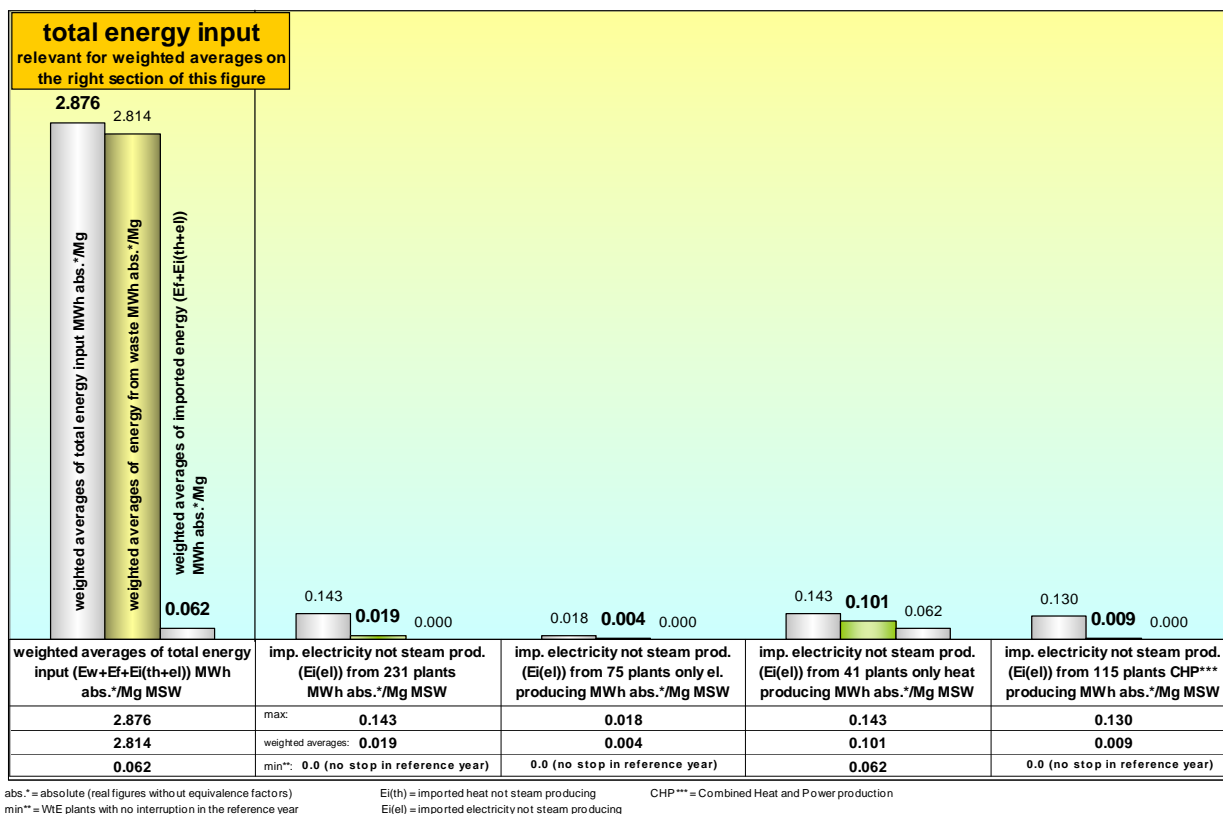 total energy input
relevant for weighted averages on
the right section of this figure
2.876
2.814
weighted averages of total energy input MWh abs.*/Mg
weighted averages of energy from waste MWh abs.*/Mg
weighted averages of imported energy (Ef+Ei(th+el))
MWh abs.*/Mg
0.062
0.143
0.019
0.000
0.018
0.004
0.000
0.143
0.101
0.062
0.130
0.009
0.000
weighted averages of total energy
input (Ew+Ef+Ei(th+el)) MWh
abs.*/Mg MSW
imp. electricity not steam prod.
(Ei(el)) from 231 plants
MWh abs.*/Mg MSW
imp. electricity not steam prod.
(Ei(el)) from 75 plants only el.
producing MWh abs.*/Mg MSW
imp. electricity not steam prod.
(Ei(el)) from 41 plants only heat
producing MWh abs.*/Mg MSW
imp. electricity not steam prod.
(Ei(el)) from 115 plants CHP***
producing MWh abs.*/Mg MSW
2.876 max: 0.143 0.018 0.143 0.130
2.814 weighted averages: 0.019 0.004 0.101 0.009
0.062 min**: 0.0 (no stop in reference year) 0.0 (no stop in reference year) 0.062 0.0 (no stop in reference year)
abs.* = absolute (real figures without equivalence factors) Ei(th) = imported heat not steam producing CHP*** = Combined Heat and Power production
min** = WtE plants with no interruption in the reference year Ei(el) = imported electricity not steam producing